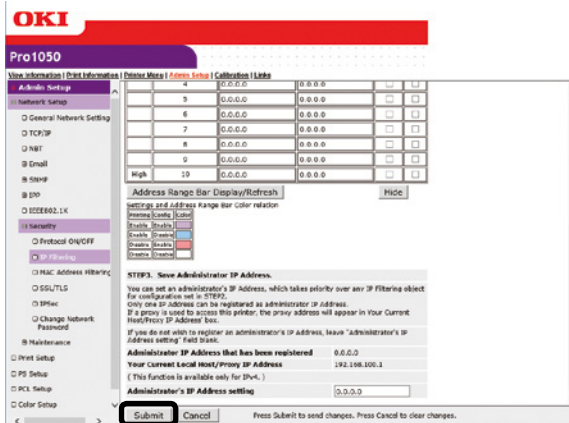 OKI
Pro1050
View Information | Print Information | Printer Menu | Admin Setup | Calibration | Links
Admin Setup
Network Setup
General Network Setting
TCP/IP
NBT
Email
SNMP
IPP
IEEE802.1X
Security
Protocol ON/OFF
IP Filtering
MAC Address Filtering
SSL/TLS
IPSec
Change Network
Password
Maintenance
Print Setup
PS Setup
PCL Setup
Color Setup
4 0.0.0.0 0.0.0.0
5 0.0.0.0 0.0.0.0
6 0.0.0.0 0.0.0.0
7 0.0.0.0 0.0.0.0
8 0.0.0.0 0.0.0.0
9 0.0.0.0 0.0.0.0
High 10 0.0.0.0 0.0.0.0
Address Range Bar Display/Refresh Hide
Settings and Address Range Bar Color relation
Printing Config Color
Enable Enable
Enable Disable
Disable Enable
Disable Disable
STEP3. Save Administrator IP Address.
You can set an administrator's IP Address, which takes priority over any IP Filtering object
for configuration set in STEP2.
Only one IP Address can be registered as administrator IP Address.
If a proxy is used to access this printer, the proxy address will appear in 'Your Current
Host/Proxy IP Address' box.
If you do not wish to register an administrator's IP Address, leave 'Administrator's IP
Address setting' field blank.
Administrator IP Address that has been registered 0.0.0.0
Your Current Local Host/Proxy IP Address 192.168.100.1
( This function is available only for IPv4. )
Administrator's IP Address setting 0.0.0.0
Submit Cancel Press Submit to send changes. Press Cancel to clear changes.